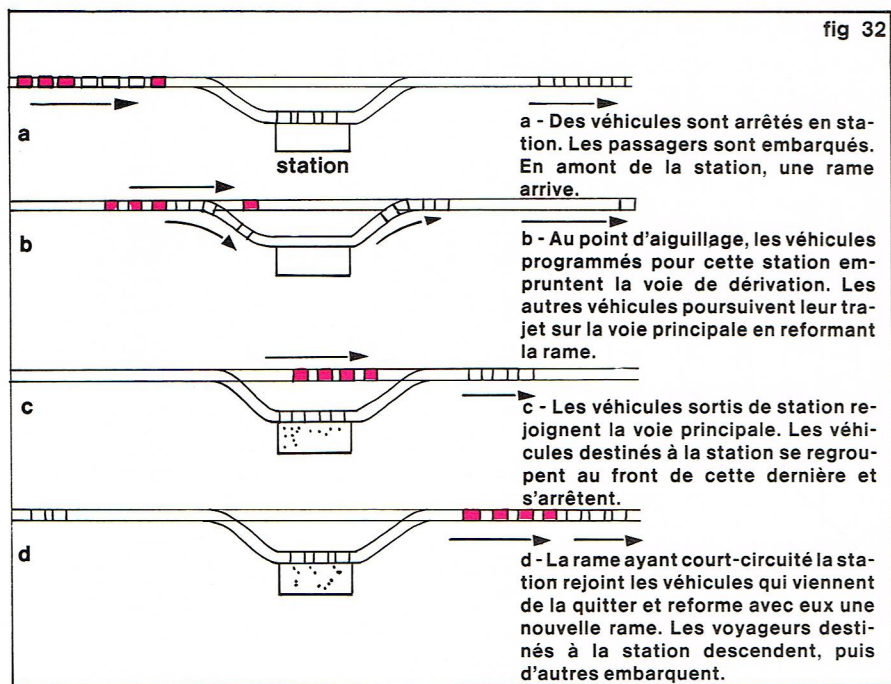 fig 32
a
station
a - Des véhicules sont arrêtés en sta-
tion. Les passagers sont embarqués.
En amont de la station, une rame
arrive.
b
b - Au point d'aiguillage, les véhicules
programmés pour cette station em-
pruntent la voie de dérivation. Les
autres véhicules poursuivent leur tra-
jet sur la voie principale en reformant
la rame.
c
c - Les véhicules sortis de station re-
joignent la voie principale. Les véhi-
cules destinés à la station se regrou-
pent au front de cette dernière et
s'arrêtent.
d
d - La rame ayant court-circuité la sta-
tion rejoint les véhicules qui viennent
de la quitter et reforme avec eux une
nouvelle rame. Les voyageurs desti-
nés à la station descendent, puis
d'autres embarquent.